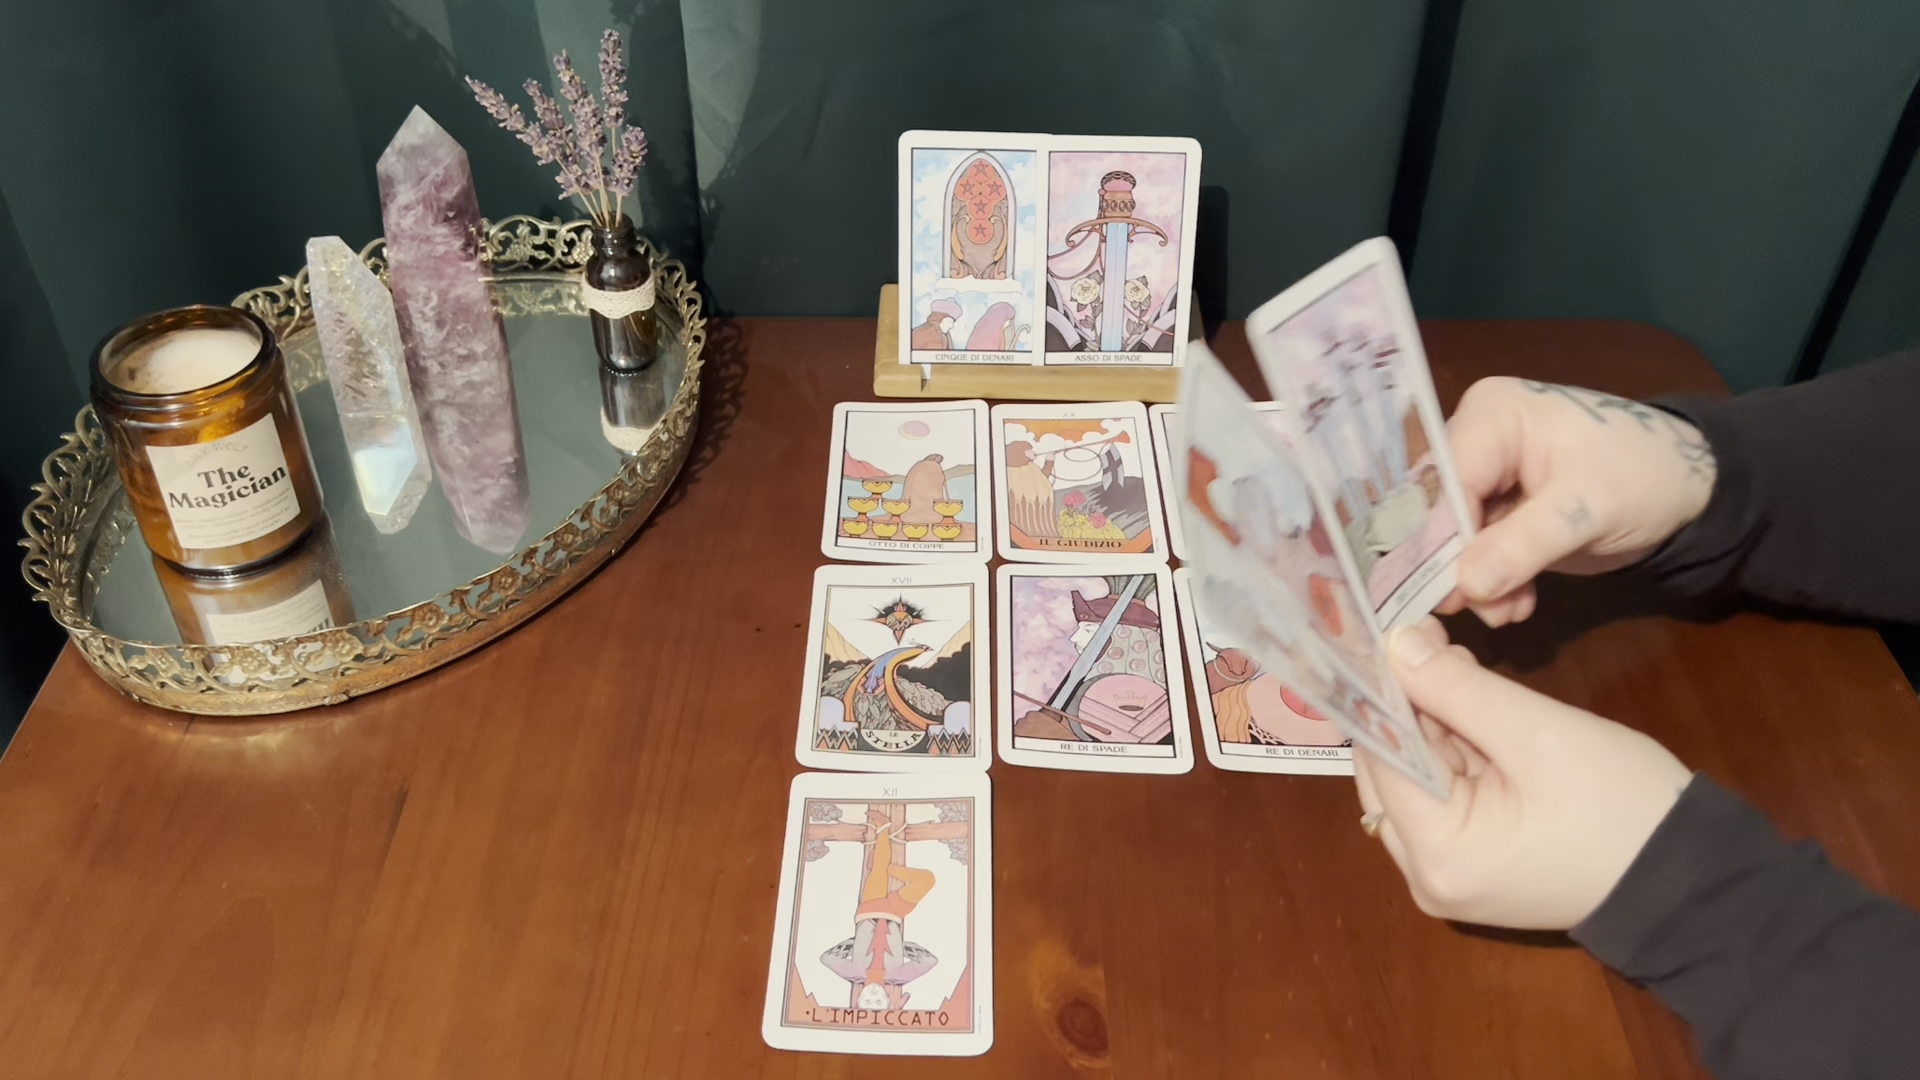 The
Magician
CINQUE DI DENARI
ASSO DI SPADE
OTTO DI COPPE
XX
IL GIUDIZIO
XVII
LE
STELLA
RE DI SPADE
RE DI DENARI
XII
•L'IMPICCATO